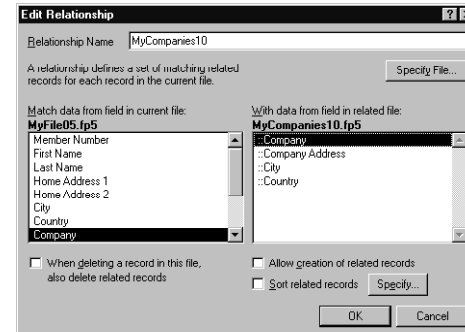 Edit Relationship
Relationship Name MyCompanies10
A relationship defines a set of matching related
records for each record in the current file.
Specify File...
Match data from field in current file:
MyFile05.fp5
Member Number
First Name
Last Name
Home Address 1
Home Address 2
City
Country
Company
With data from field in related file:
MyCompanies10.fp5
::Company
::Company Address
::City
::Country
When deleting a record in this file,
also delete related records
Allow creation of related records
Sort related records Specify...
OK Cancel